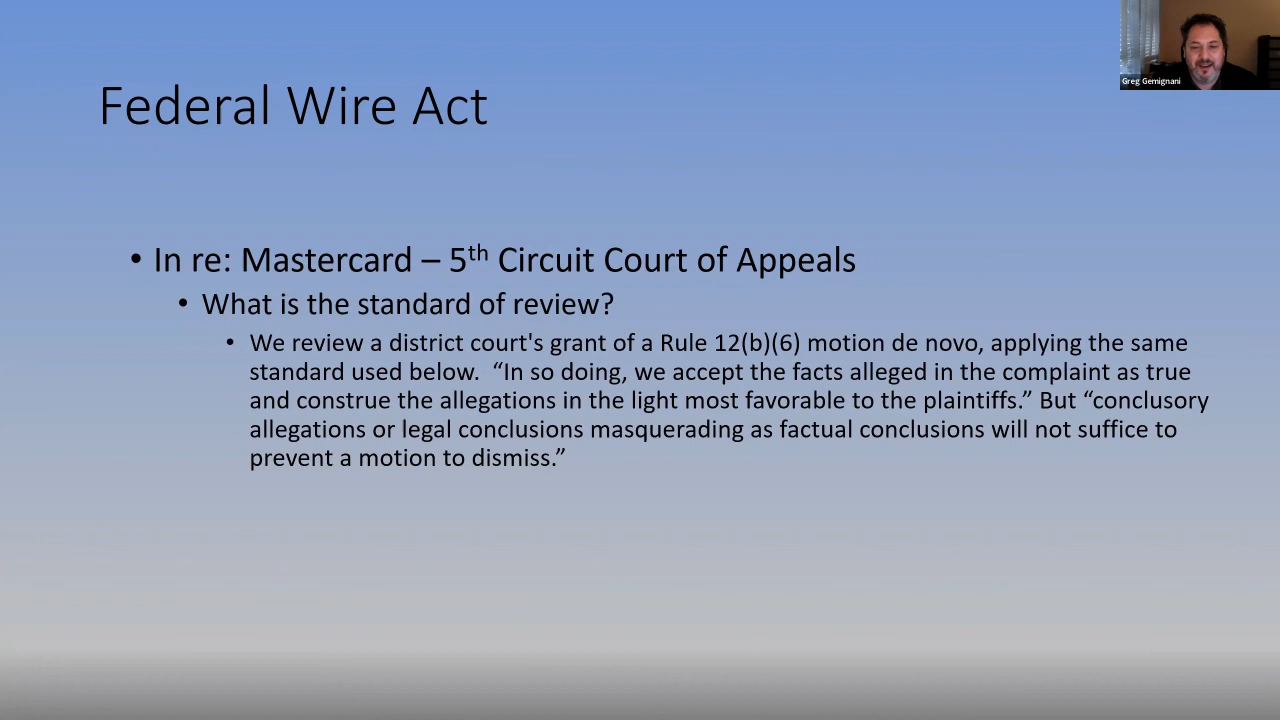 Greg Gemignani
Federal Wire Act
• In re: Mastercard – 5th Circuit Court of Appeals
• What is the standard of review?
• We review a district court's grant of a Rule 12(b)(6) motion de novo, applying the same
standard used below.  “In so doing, we accept the facts alleged in the complaint as true
and construe the allegations in the light most favorable to the plaintiffs.” But “conclusory
allegations or legal conclusions masquerading as factual conclusions will not suffice to
prevent a motion to dismiss.”